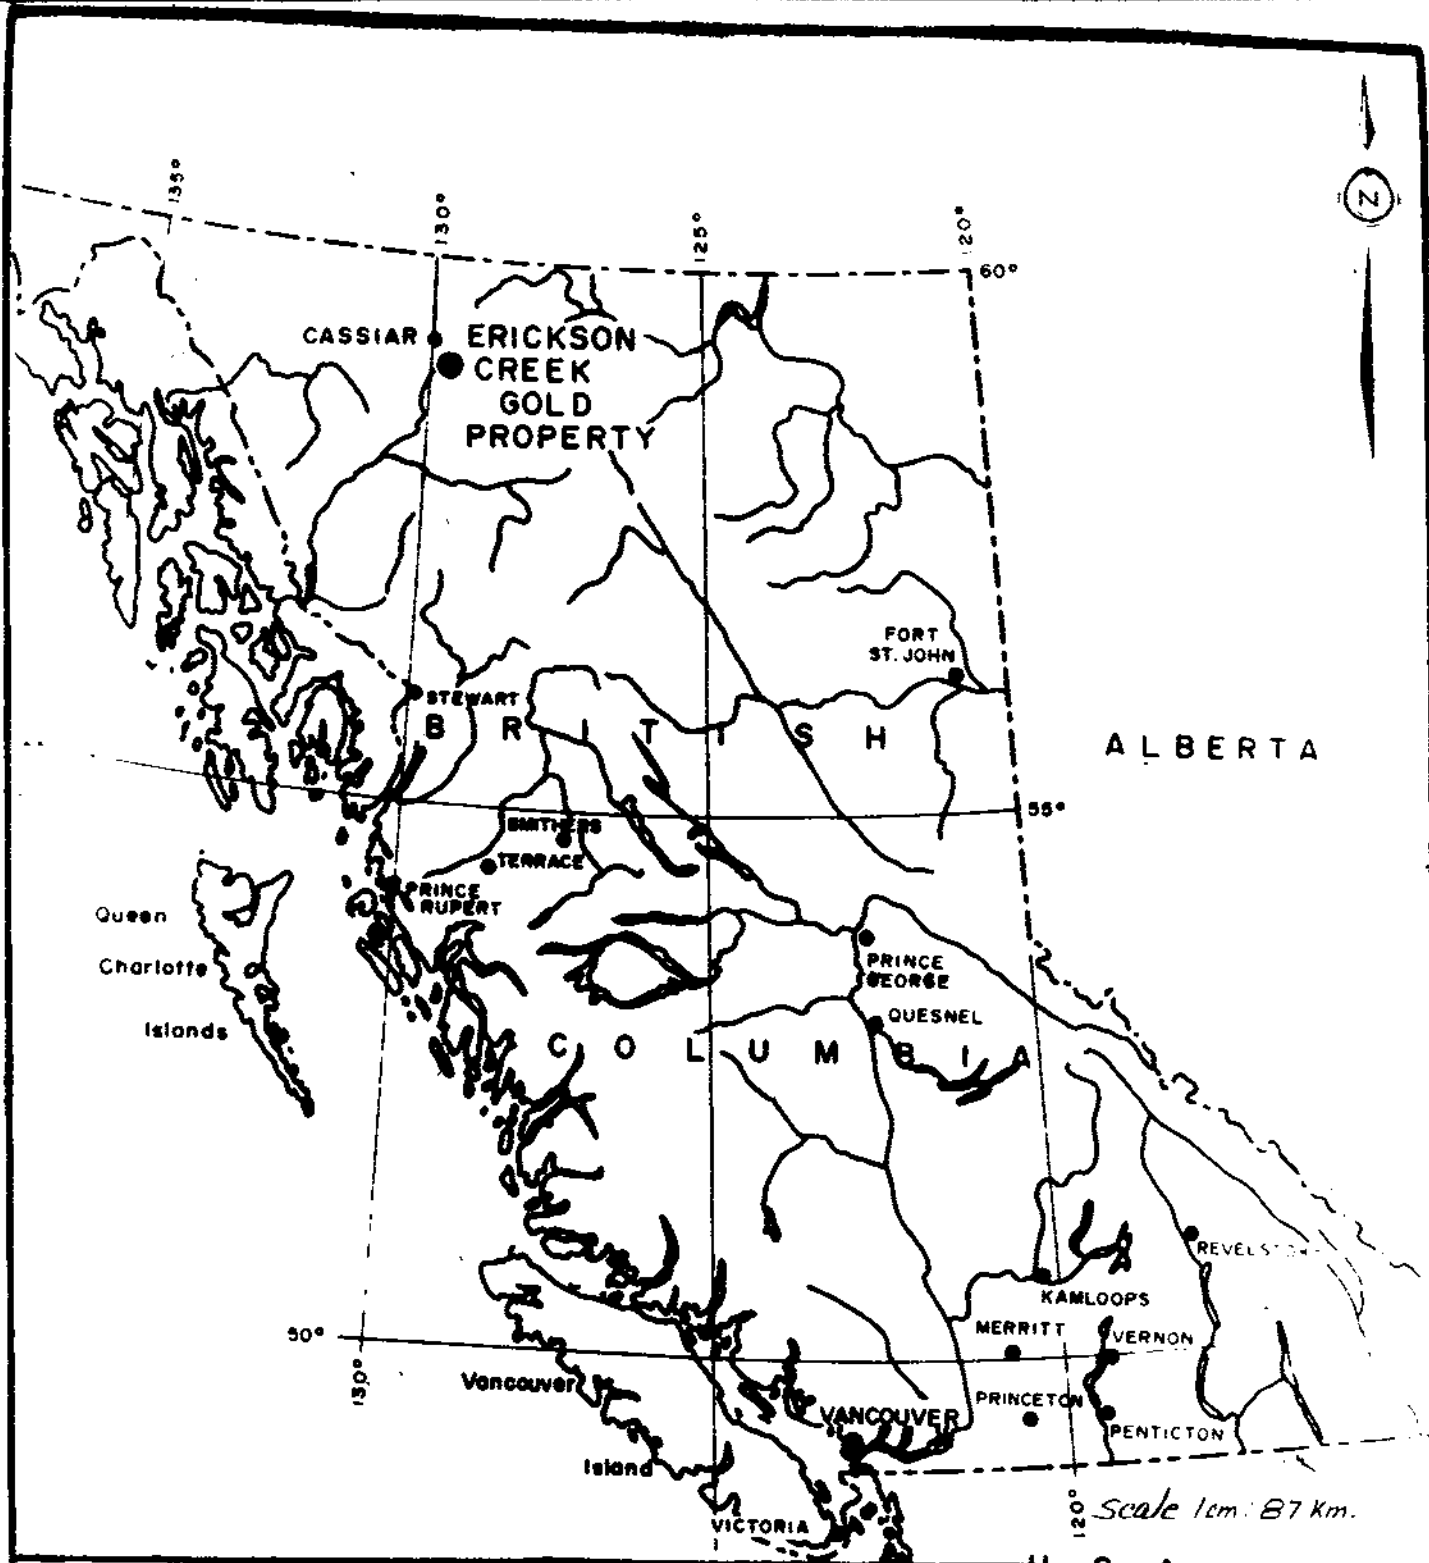 135°
130°
125°
120°
60°
N
CASSIAR
ERICKSON
CREEK
GOLD
PROPERTY
FORT
ST. JOHN
STEWART
BRITISH
ALBERTA
55°
SMITHERS
TERRACE
PRINCE
RUPERT
Queen
Charlotte
Islands
PRINCE
GEORGE
QUESNEL
COLUMBIA
KAMLOOPS
MERRITT
VERNON
50°
130°
Vancouver
Island
PRINCETON
VANCOUVER
PENTICTON
VICTORIA
120°
Scale 1cm: 87 Km.